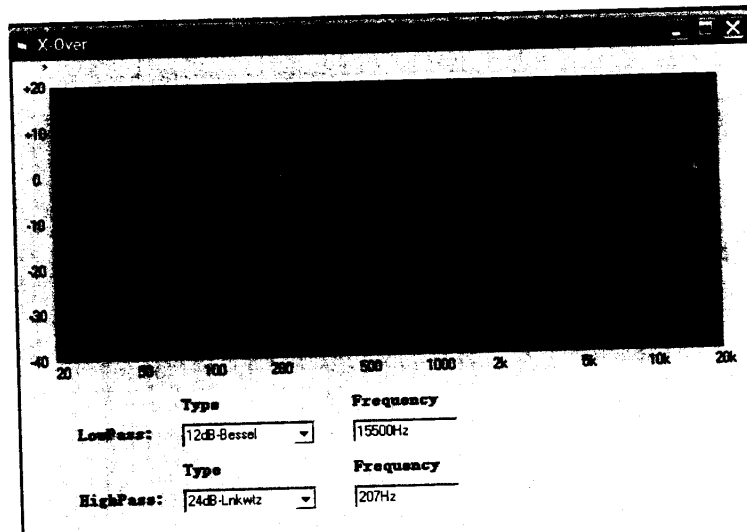 X-Over
+20
+10
0
-10
-20
-30
-40
20 50 100 200 500 1000 2k 5k 10k 20k
Type Frequency
LowPass: 12dB-Bessel 15500Hz
Type Frequency
HighPass: 24dB-Lnkwtz 207Hz